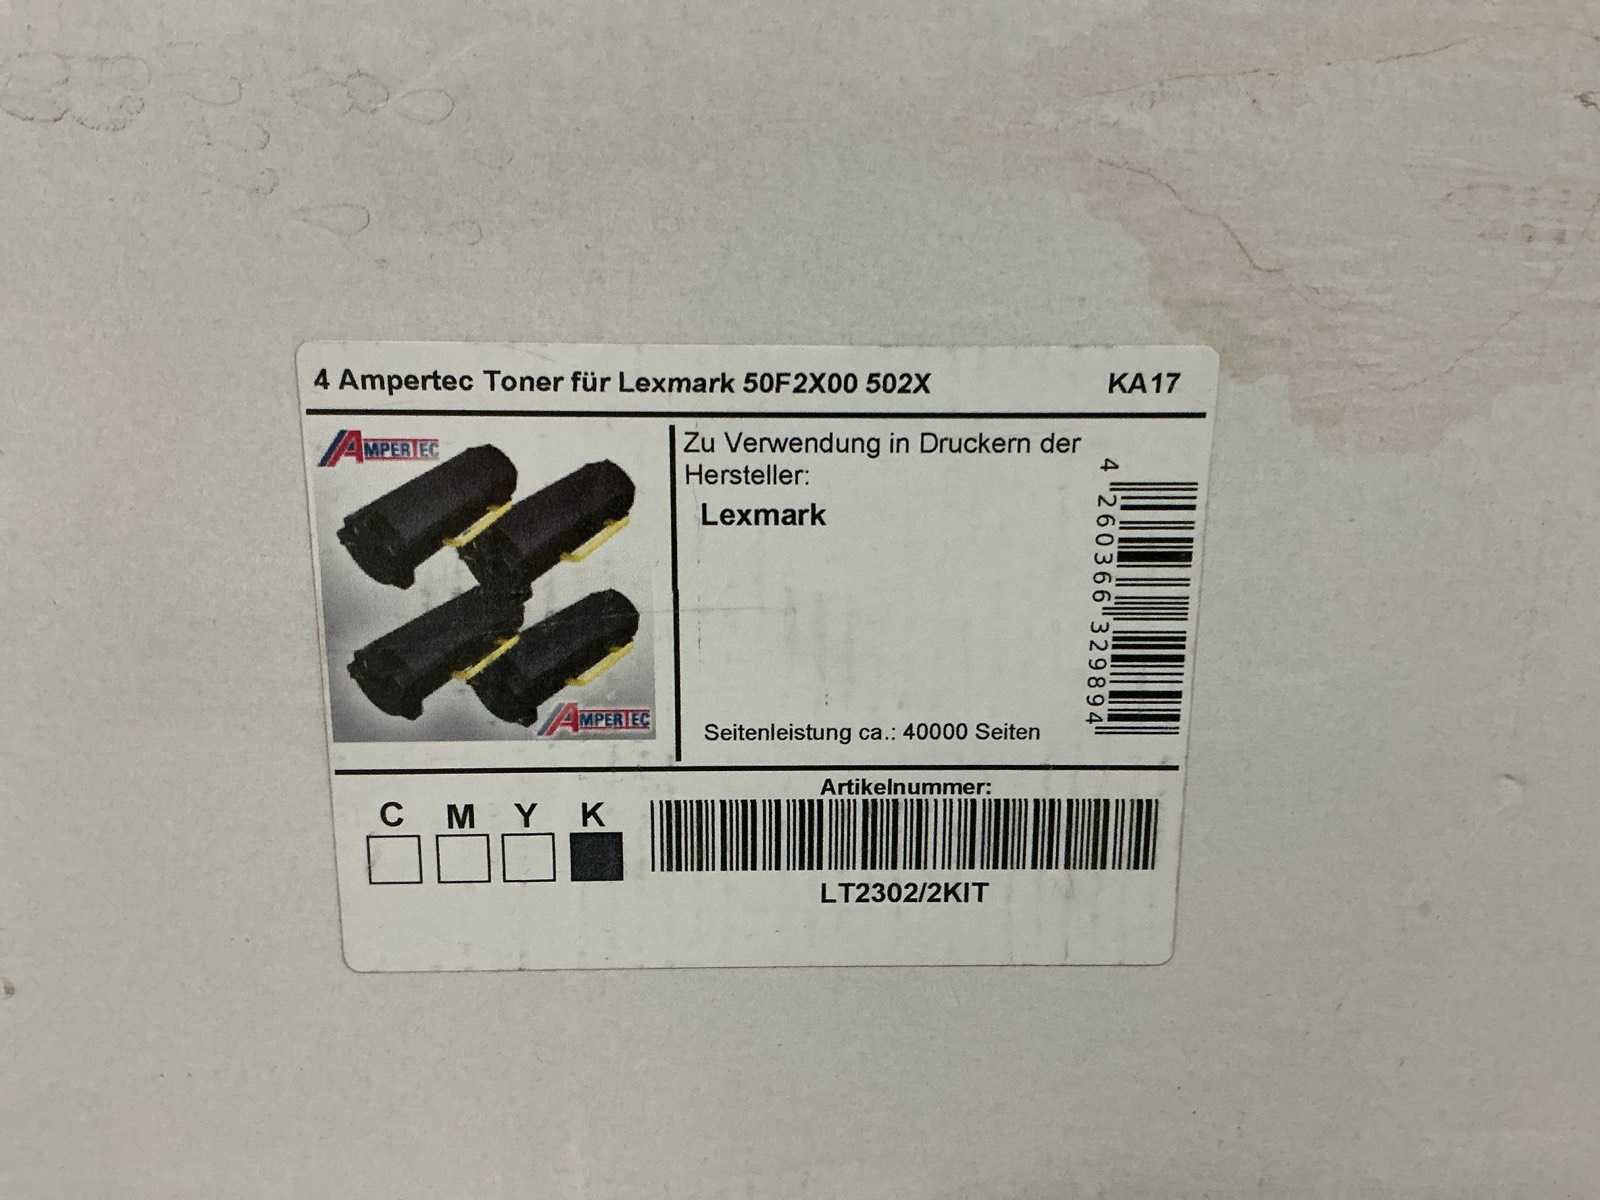 4 Ampertec Toner für Lexmark 50F2X00 502X KA17
AMPERTEC
Zu Verwendung in Druckern der
Hersteller:
Lexmark
4 260366 329894
AMPERTEC
Seitenleistung ca.: 40000 Seiten
Artikelnummer:
C M Y K
LT2302/2KIT